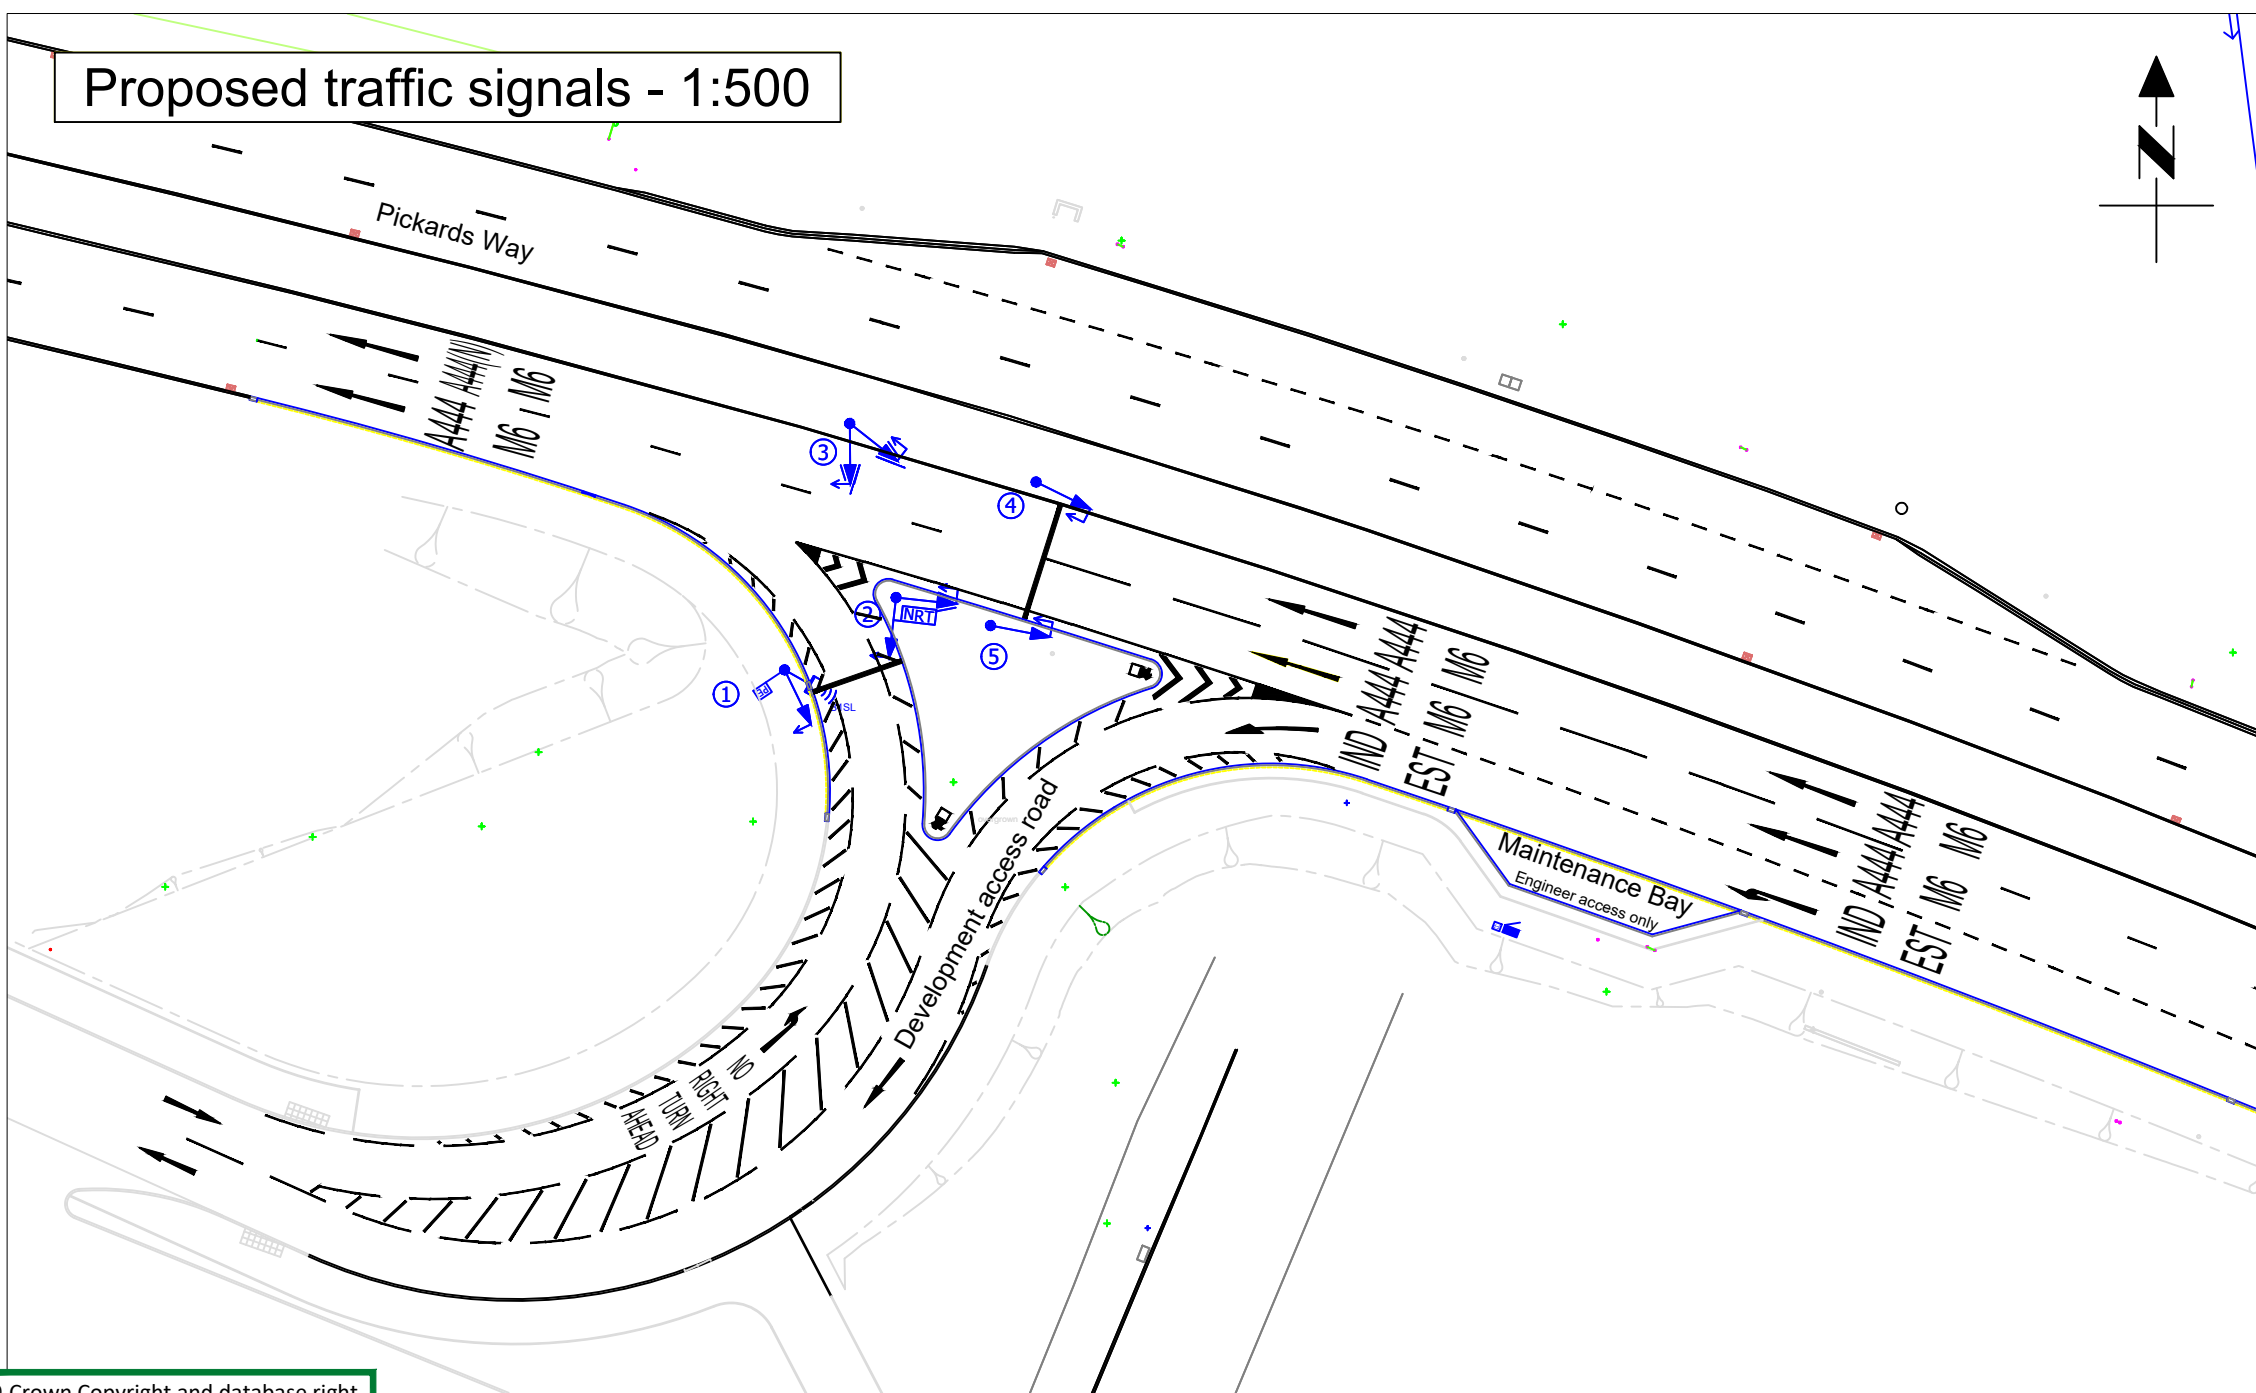 Proposed traffic signals - 1:500
Pickards Way
A444
M6 | M6
3
4
2
NRT
5
1
IND A444 A444
EST M6 M6
IND A444 A444
EST M6 M6
Maintenance Bay
Engineer access only
Development access road
NO
RIGHT
TURN
AHEAD
N
Crown Copyright and database right